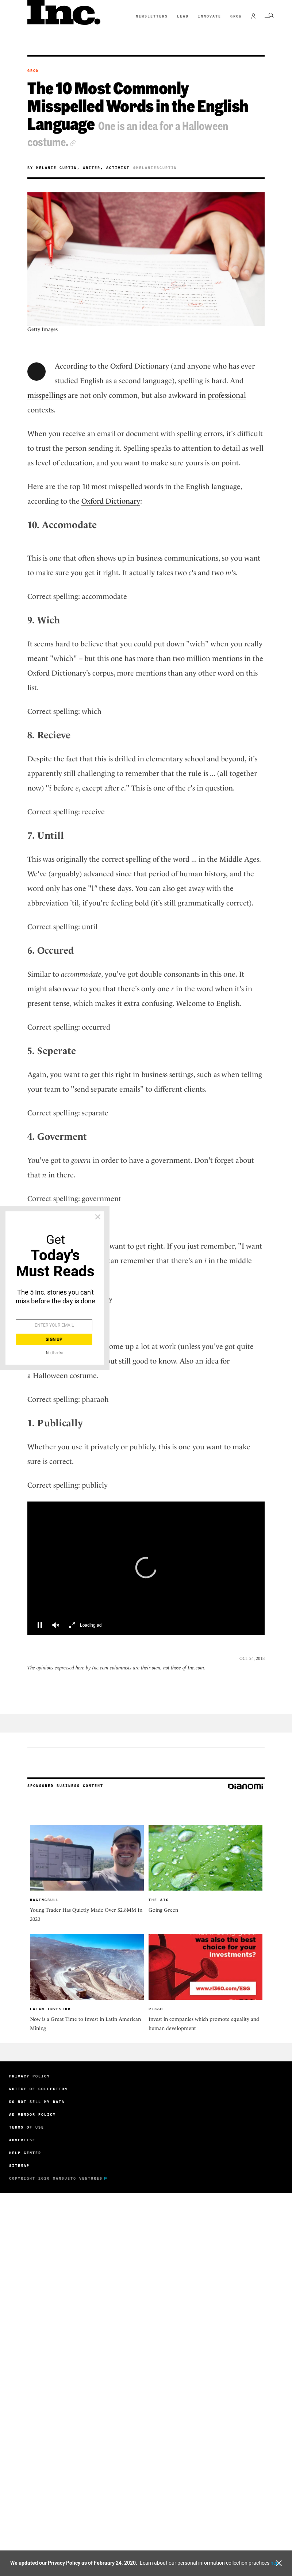 Inc.
NEWSLETTERS LEAD INNOVATE GROW
GROW
The 10 Most Commonly
Misspelled Words in the English
Language One is an idea for a Halloween
costume.
BY MELANIE CURTIN, WRITER, ACTIVIST @MELANIEBCURTIN
Getty Images
According to the Oxford Dictionary (and anyone who has ever
studied English as a second language), spelling is hard. And
misspellings are not only common, but also awkward in professional
contexts.
When you receive an email or document with spelling errors, it's difficult
to trust the person sending it. Spelling speaks to attention to detail as well
as level of education, and you want to make sure yours is on point.
Here are the top 10 most misspelled words in the English language,
according to the Oxford Dictionary:
10. Accomodate
This is one that often shows up in business communications, so you want
to make sure you get it right. It actually takes two c's and two m's.
Correct spelling: accommodate
9. Wich
It seems hard to believe that you could put down "wich" when you really
meant "which" – but this one has more than two million mentions in the
Oxford Dictionary's corpus, more mentions than any other word on this
list.
Correct spelling: which
8. Recieve
Despite the fact that this is drilled in elementary school and beyond, it's
apparently still challenging to remember that the rule is ... (all together
now) "i before e, except after c." This is one of the c's in question.
Correct spelling: receive
7. Untill
This was originally the correct spelling of the word ... in the Middle Ages.
We've (arguably) advanced since that period of human history, and the
word only has one "l" these days. You can also get away with the
abbreviation 'til, if you're feeling bold (it's still grammatically correct).
Correct spelling: until
6. Occured
Similar to accommodate, you've got double consonants in this one. It
might also occur to you that there's only one r in the word when it's in
present tense, which makes it extra confusing. Welcome to English.
Correct spelling: occurred
5. Seperate
Again, you want to get this right in business settings, such as when telling
your team to "send separate emails" to different clients.
Correct spelling: separate
4. Goverment
You've got to govern in order to have a government. Don't forget about
that n in there.
Correct spelling: government
want to get right. If you just remember, "I want
an remember that there's an i in the middle
y
ome up a lot at work (unless you've gotten quite
out still good to know. Also an idea for
a Halloween costume.
Correct spelling: pharaoh
1. Publically
Whether you use it privately or publicly, this is one you want to make
sure is correct.
Correct spelling: publicly
Get
Today's
Must Reads
The 5 Inc. stories you can't
miss before the day is done
ENTER YOUR EMAIL
SIGN UP
No, thanks
Loading ad
OCT 24, 2018
The opinions expressed here by Inc.com columnists are their own, not those of Inc.com.
SPONSORED BUSINESS CONTENT
bianomi
RAGINGBULL
Young Trader Has Quietly Made Over $2.8MM In
2020
THE AIC
Going Green
was also the best
choice for your
investments?
www.rl360.com/ESG
LATAM INVESTOR
Now is a Great Time to Invest in Latin American
Mining
RL360
Invest in companies which promote equality and
human development
PRIVACY POLICY
NOTICE OF COLLECTION
DO NOT SELL MY DATA
AD VENDOR POLICY
TERMS OF USE
ADVERTISE
HELP CENTER
SITEMAP
COPYRIGHT 2020 MANSUETO VENTURES
We updated our Privacy Policy as of February 24, 2020. Learn about our personal information collection practices